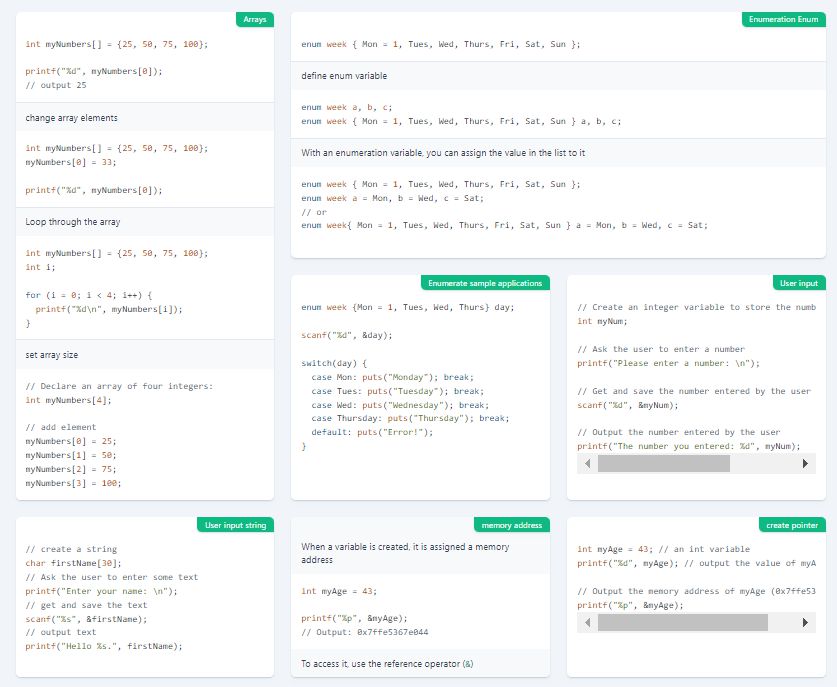 Arrays
int myNumbers[] = {25, 50, 75, 100};
printf("%d", myNumbers[0]);
// output 25
change array elements
int myNumbers[] = {25, 50, 75, 100};
myNumbers[0] = 33;
printf("%d", myNumbers[0]);
Loop through the array
int myNumbers[] = {25, 50, 75, 100};
int i;
for (i = 0; i < 4; i++) {
  printf("%d\n", myNumbers[i]);
}
set array size
// Declare an array of four integers:
int myNumbers[4];
// add element
myNumbers[0] = 25;
myNumbers[1] = 50;
myNumbers[2] = 75;
myNumbers[3] = 100;
Enumeration Enum
enum week { Mon = 1, Tues, Wed, Thurs, Fri, Sat, Sun };
define enum variable
enum week a, b, c;
enum week { Mon = 1, Tues, Wed, Thurs, Fri, Sat, Sun } a, b, c;
With an enumeration variable, you can assign the value in the list to it
enum week { Mon = 1, Tues, Wed, Thurs, Fri, Sat, Sun };
enum week a = Mon, b = Wed, c = Sat;
// or
enum week{ Mon = 1, Tues, Wed, Thurs, Fri, Sat, Sun } a = Mon, b = Wed, c = Sat;
Enumerate sample applications
enum week {Mon = 1, Tues, Wed, Thurs} day;
scanf("%d", &day);
switch(day) {
  case Mon: puts("Monday"); break;
  case Tues: puts("Tuesday"); break;
  case Wed: puts("Wednesday"); break;
  case Thursday: puts("Thursday"); break;
  default: puts("Error!");
}
User input
// Create an integer variable to store the numb
int myNum;
// Ask the user to enter a number
printf("Please enter a number: \n");
// Get and save the number entered by the user
scanf("%d", &myNum);
// Output the number entered by the user
printf("The number you entered: %d", myNum);
User input string
// create a string
char firstName[30];
// Ask the user to enter some text
printf("Enter your name: \n");
// get and save the text
scanf("%s", &firstName);
// output text
printf("Hello %s.", firstName);
memory address
When a variable is created, it is assigned a memory
address
int myAge = 43;
printf("%p", &myAge);
// Output: 0x7ffe5367e044
To access it, use the reference operator (&)
create pointer
int myAge = 43; // an int variable
printf("%d", myAge); // output the value of myA
// Output the memory address of myAge (0x7ffe53
printf("%p", &myAge);